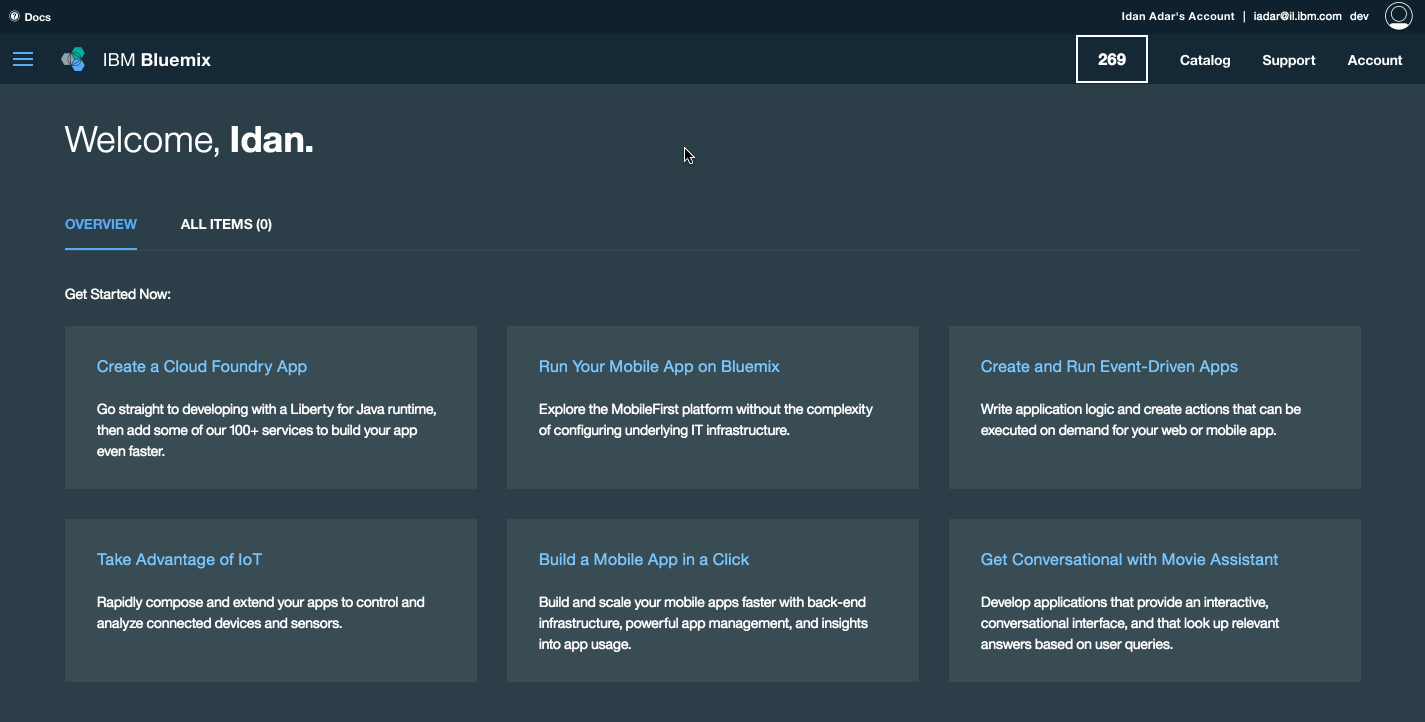 Docs
Idan Adar's Account | iadar@il.ibm.com dev
IBM Bluemix
269 Catalog Support Account
Welcome, Idan.
OVERVIEW ALL ITEMS (0)
Get Started Now:
Create a Cloud Foundry App
Go straight to developing with a Liberty for Java runtime,
then add some of our 100+ services to build your app
even faster.
Run Your Mobile App on Bluemix
Explore the MobileFirst platform without the complexity
of configuring underlying IT infrastructure.
Create and Run Event-Driven Apps
Write application logic and create actions that can be
executed on demand for your web or mobile app.
Take Advantage of IoT
Rapidly compose and extend your apps to control and
analyze connected devices and sensors.
Build a Mobile App in a Click
Build and scale your mobile apps faster with back-end
infrastructure, powerful app management, and insights
into app usage.
Get Conversational with Movie Assistant
Develop applications that provide an interactive,
conversational interface, and that look up relevant
answers based on user queries.